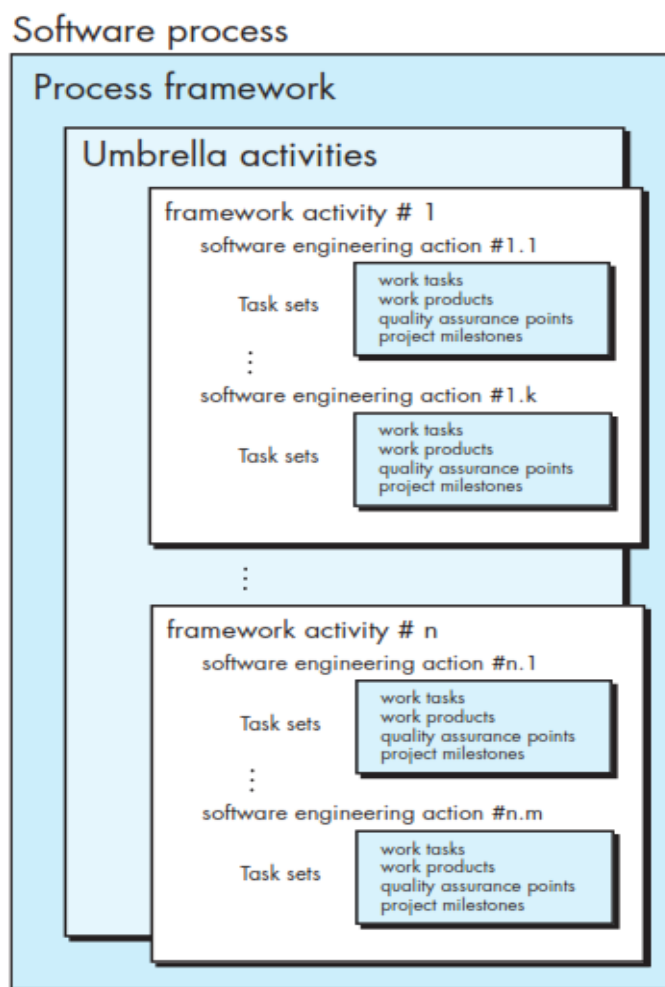 Software process
Process framework
Umbrella activities
framework activity # 1
software engineering action #1.1
Task sets
work tasks
work products
quality assurance points
project milestones
software engineering action #1.k
Task sets
work tasks
work products
quality assurance points
project milestones
framework activity # n
software engineering action #n.1
Task sets
work tasks
work products
quality assurance points
project milestones
software engineering action #n.m
Task sets
work tasks
work products
quality assurance points
project milestones